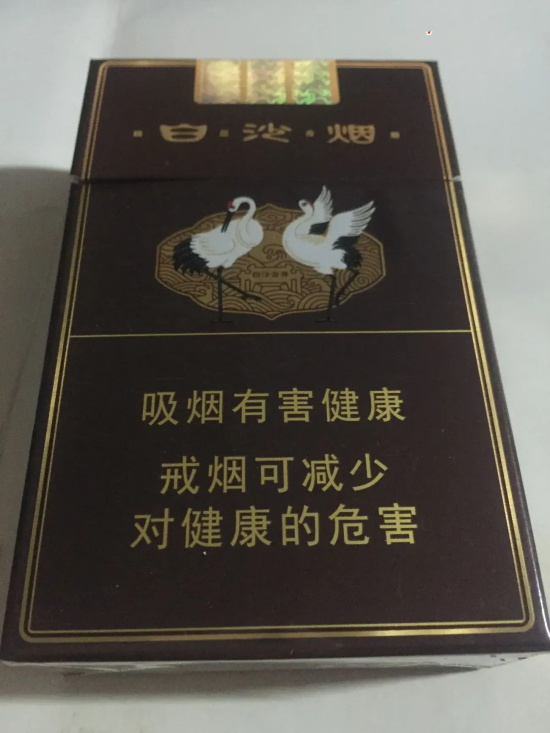 白沙烟
吸烟有害健康
戒烟可减少
对健康的危害